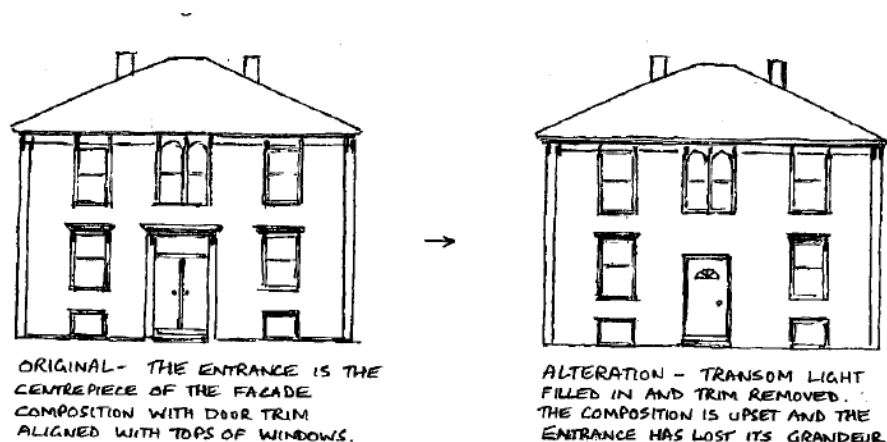 ORIGINAL- THE ENTRANCE IS THE
CENTREPIECE OF THE FACADE
COMPOSITION WITH DOOR TRIM
ALIGNED WITH TOPS OF WINDOWS.
ALTERATION - TRANSOM LIGHT
FILLED IN AND TRIM REMOVED.
THE COMPOSITION IS UPSET AND THE
ENTRANCE HAS LOST ITS GRANDEUR